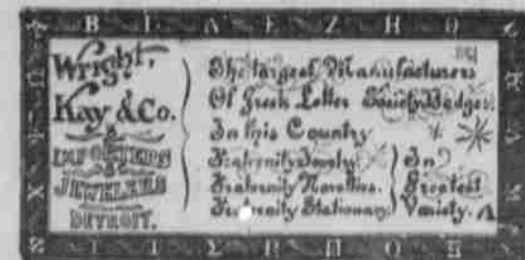 Wright,
Kay & Co.
IMPORTERS
JEWELERS
DETROIT.
The Largest Manufacturers
Of Greek Letter Society Badges.
In this Country
Fraternity Jewelry.
Fraternity Novelties.
Fraternity Stationary.
In
Greatest
Variety.